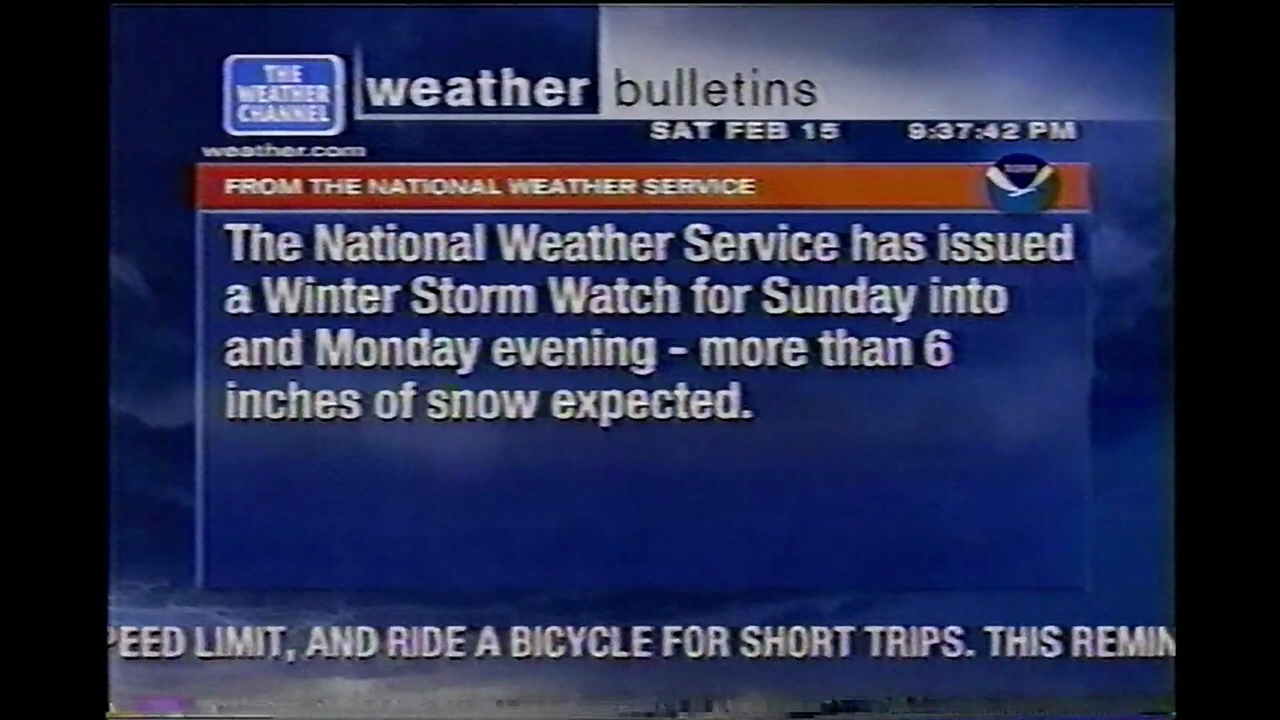 THE
WEATHER
CHANNEL
weather bulletins
SAT FEB 15 9:37:42 PM
weather.com
FROM THE NATIONAL WEATHER SERVICE
The National Weather Service has issued
a Winter Storm Watch for Sunday into
and Monday evening - more than 6
inches of snow expected.
PEED LIMIT, AND RIDE A BICYCLE FOR SHORT TRIPS. THIS REMIN